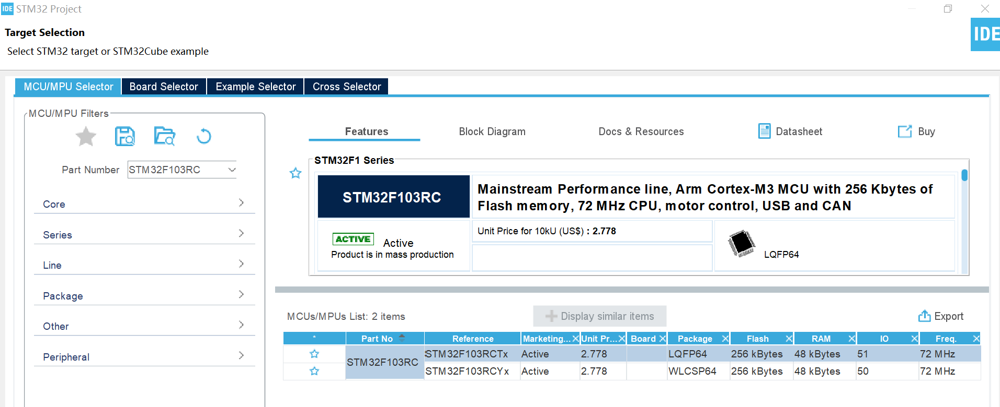 IDE STM32 Project
Target Selection
Select STM32 target or STM32Cube example
IDE
MCU/MPU Selector Board Selector Example Selector Cross Selector
MCU/MPU Filters
Part Number STM32F103RC
Core
Series
Line
Package
Other
Peripheral
Features Block Diagram Docs & Resources Datasheet Buy
STM32F1 Series
STM32F103RC
Mainstream Performance line, Arm Cortex-M3 MCU with 256 Kbytes of
Flash memory, 72 MHz CPU, motor control, USB and CAN
ACTIVE Active
Product is in mass production
Unit Price for 10kU (US$) : 2.778
LQFP64
MCUs/MPUs List: 2 items Display similar items Export
* Part No Reference Marketing... Unit Pr... Board Package Flash RAM IO Freq.
STM32F103RC STM32F103RCTx Active 2.778 LQFP64 256 kBytes 48 kBytes 51 72 MHz
STM32F103RCYx Active 2.778 WLCSP64 256 kBytes 48 kBytes 50 72 MHz